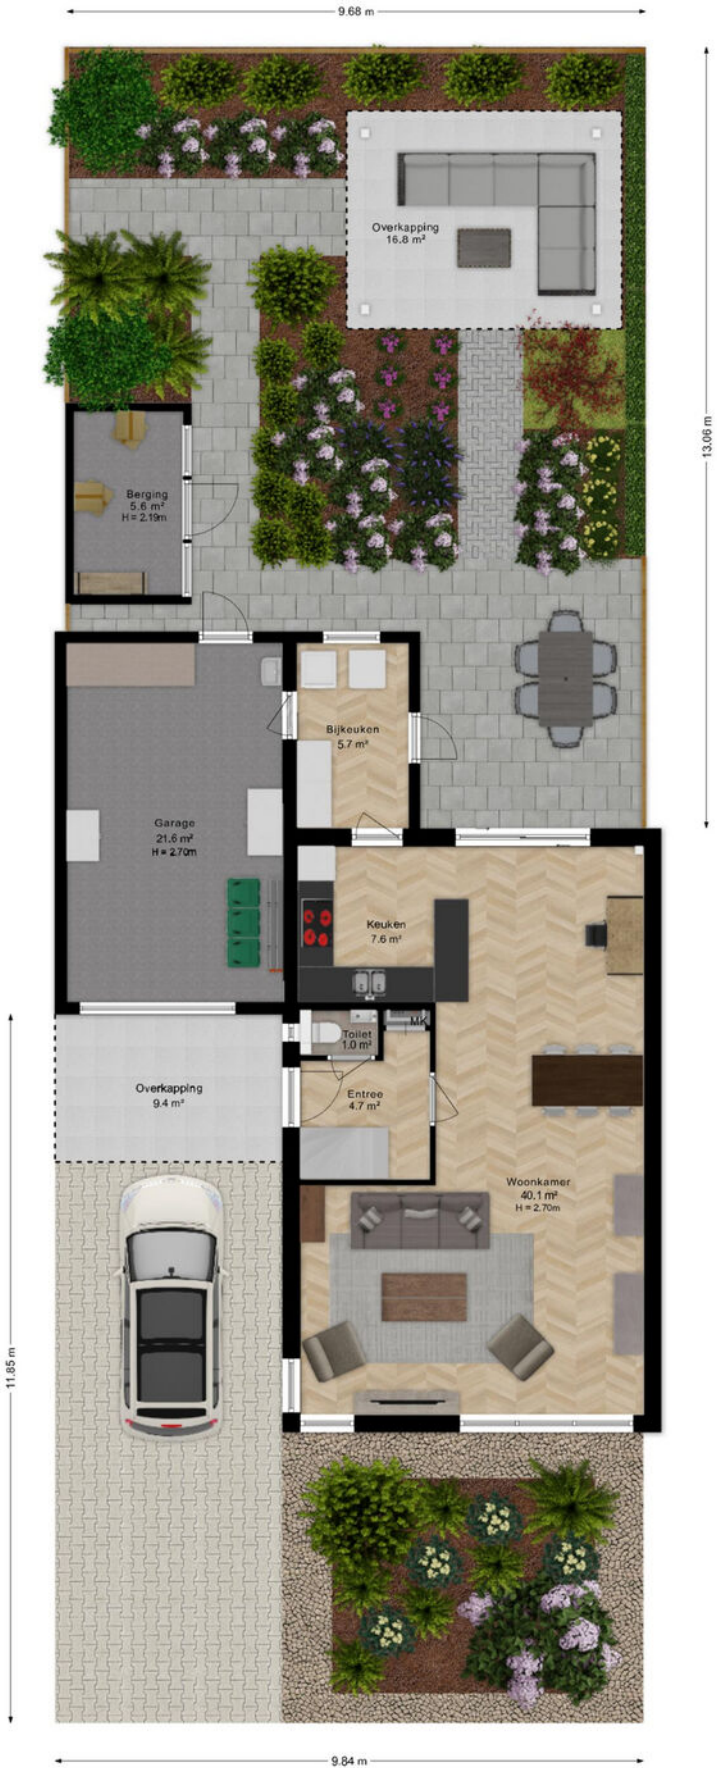 9.68 m
Overkapping
16.8 m²
13.06 m
Berging
5.6 m²
H = 2.19m
Bijkeuken
5.7 m²
Garage
21.6 m²
H = 2.70m
Keuken
7.6 m²
MK
Toilet
1.0 m²
Overkapping
9.4 m²
Entree
4.7 m²
Woonkamer
40.1 m²
H = 2.70m
11.85 m
9.84 m